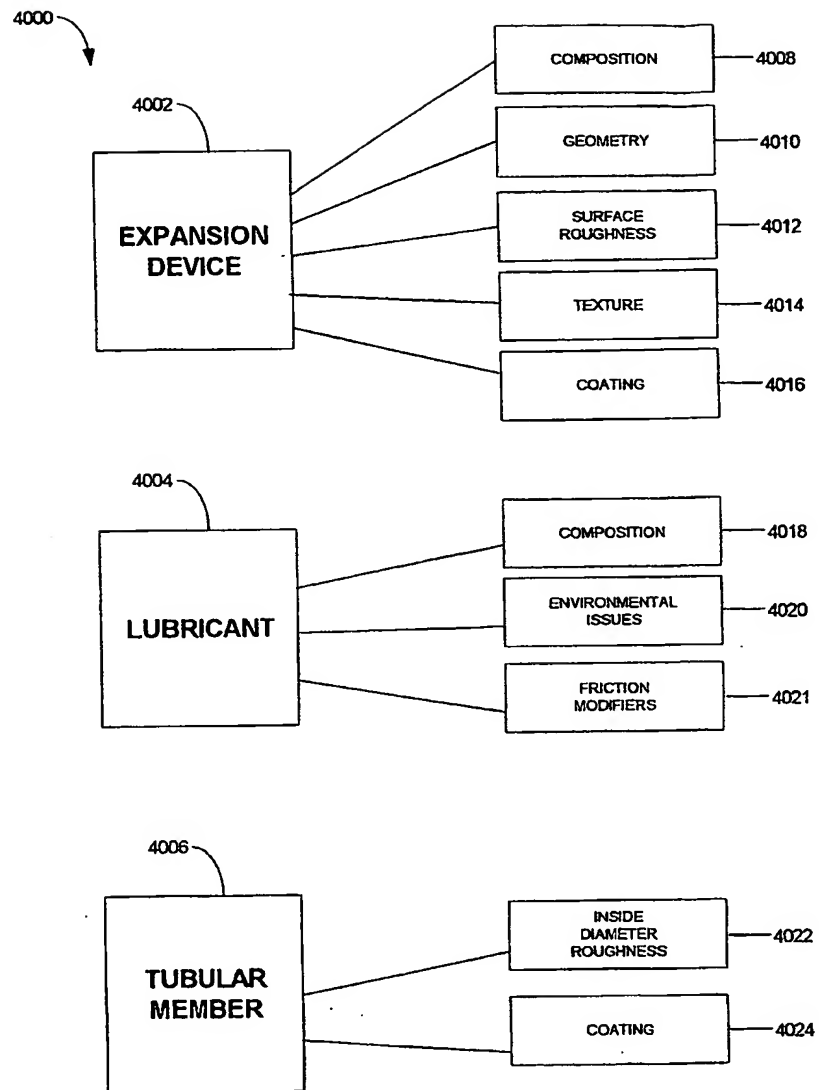 4000
4002
EXPANSION
DEVICE
COMPOSITION
4008
GEOMETRY
4010
SURFACE
ROUGHNESS
4012
TEXTURE
4014
COATING
4016
4004
LUBRICANT
COMPOSITION
4018
ENVIRONMENTAL
ISSUES
4020
FRICTION
MODIFIERS
4021
4006
TUBULAR
MEMBER
INSIDE
DIAMETER
ROUGHNESS
4022
COATING
4024